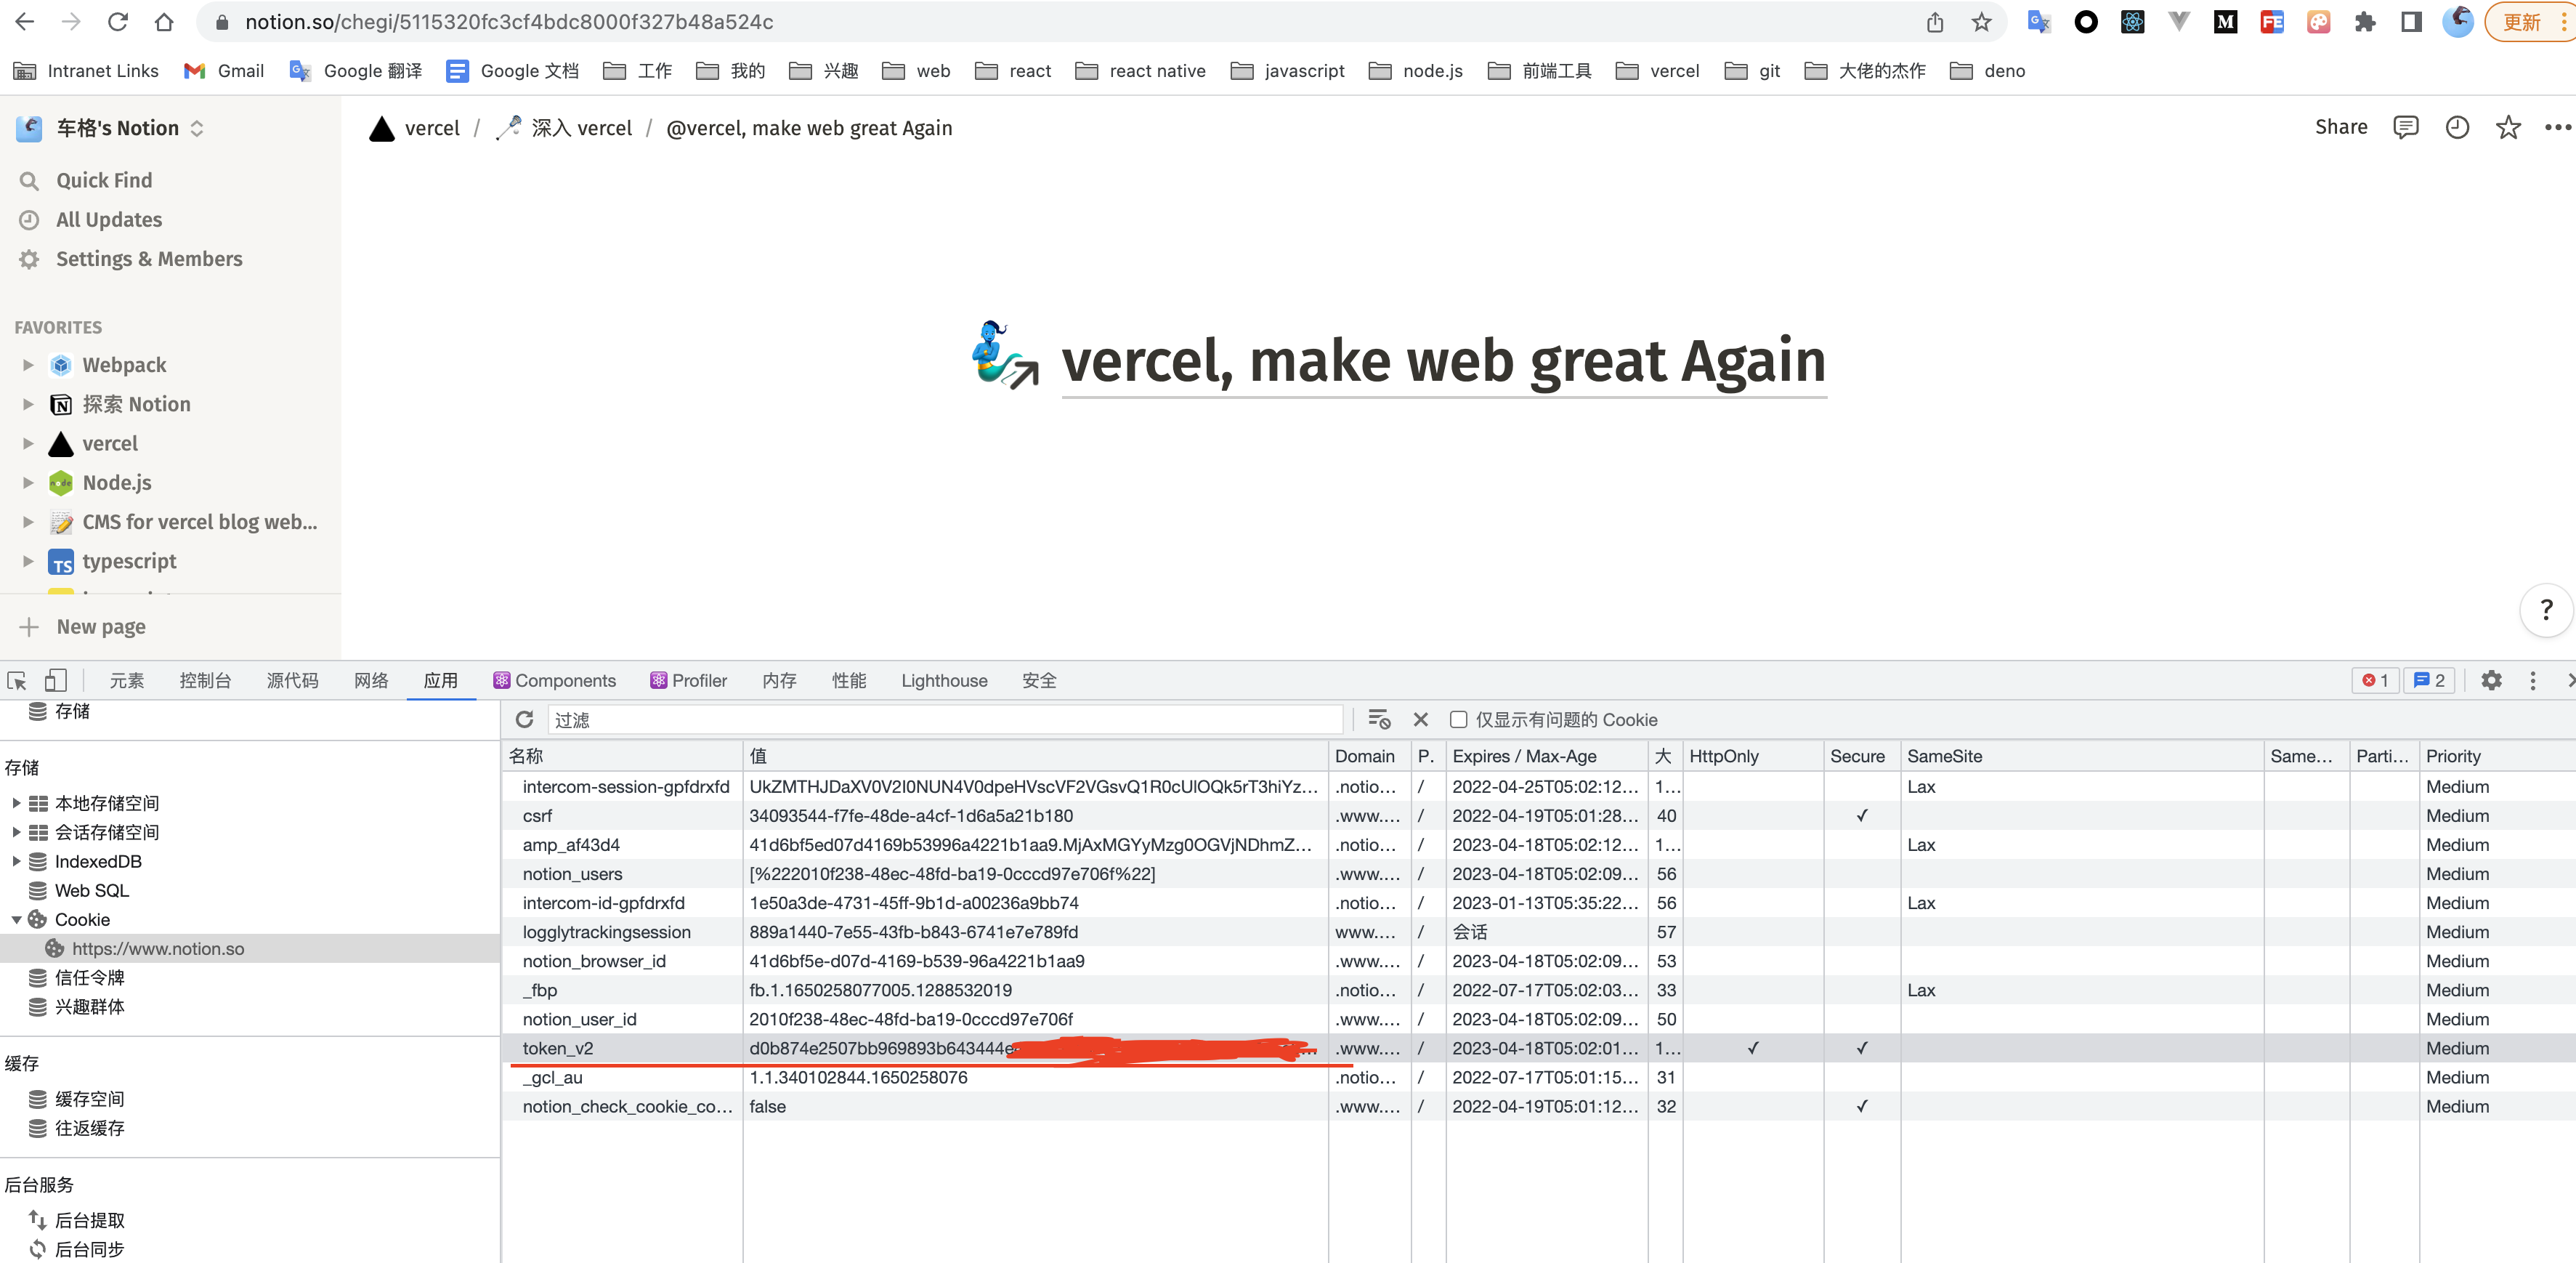 notion.so/chegi/5115320fc3cf4bdc8000f327b48a524c
更新
Intranet Links Gmail Google 翻译 Google 文档 工作 我的 兴趣 web react react native javascript node.js 前端工具 vercel git 大佬的杰作 deno
车格's Notion
vercel / 深入 vercel / @vercel, make web great Again
Share
Quick Find
All Updates
Settings & Members
FAVORITES
Webpack
探索 Notion
vercel
Node.js
CMS for vercel blog web...
typescript
New page
vercel, make web great Again
?
元素 控制台 源代码 网络 应用 Components Profiler 内存 性能 Lighthouse 安全 1 2
存储
存储
本地存储空间
会话存储空间
IndexedDB
Web SQL
Cookie
https://www.notion.so
信任令牌
兴趣群体
缓存
缓存空间
往返缓存
后台服务
后台提取
后台同步
过滤 仅显示有问题的 Cookie
名称 值 Domain P. Expires / Max-Age 大 HttpOnly Secure SameSite Same... Parti... Priority
intercom-session-gpfdrxfd UkZMTHJDaXV0V2I0NUN4V0dpeHVscVF2VGsvQ1R0cUlOQk5rT3hiYz... .notio... / 2022-04-25T05:02:12... 1... Lax Medium
csrf 34093544-f7fe-48de-a4cf-1d6a5a21b180 .www.... / 2022-04-19T05:01:28... 40 ✓ Medium
amp_af43d4 41d6bf5ed07d4169b53996a4221b1aa9.MjAxMGYyMzg0OGVjNDhmZ... .notio... / 2023-04-18T05:02:12... 1... Lax Medium
notion_users [%222010f238-48ec-48fd-ba19-0cccd97e706f%22] .www.... / 2023-04-18T05:02:09... 56 Medium
intercom-id-gpfdrxfd 1e50a3de-4731-45ff-9b1d-a00236a9bb74 .notio... / 2023-01-13T05:35:22... 56 Lax Medium
logglytrackingsession 889a1440-7e55-43fb-b843-6741e7e789fd www.... / 会话 57 Medium
notion_browser_id 41d6bf5e-d07d-4169-b539-96a4221b1aa9 .www.... / 2023-04-18T05:02:09... 53 Medium
_fbp fb.1.1650258077005.1288532019 .notio... / 2022-07-17T05:02:03... 33 Lax Medium
notion_user_id 2010f238-48ec-48fd-ba19-0cccd97e706f .www.... / 2023-04-18T05:02:09... 50 Medium
token_v2 d0b874e2507bb969893b643444e .www.... / 2023-04-18T05:02:01... 1... ✓ ✓ Medium
_gcl_au 1.1.340102844.1650258076 .notio... / 2022-07-17T05:01:15... 31 Medium
notion_check_cookie_co... false .www.... / 2022-04-19T05:01:12... 32 ✓ Medium